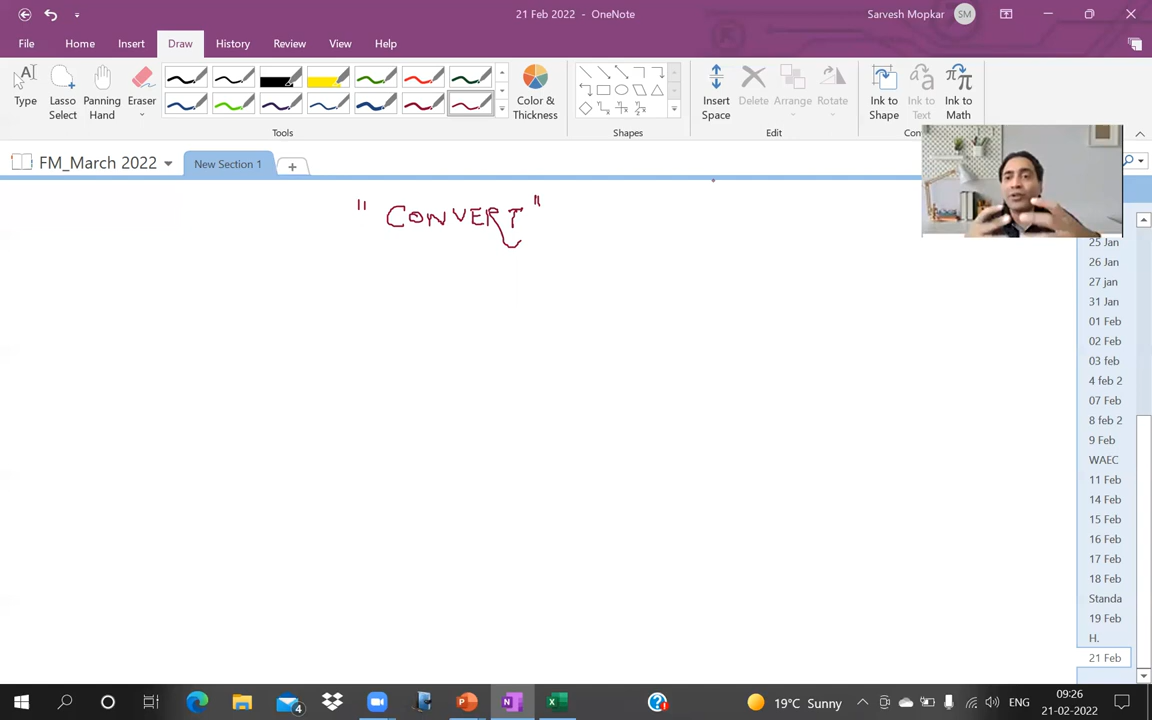 21 Feb 2022 - OneNote
Sarvesh Mopkar SM
File Home Insert Draw History Review View Help
Type Lasso Select Panning Hand Eraser
Color & Thickness
Insert Space Delete Arrange Rotate
Ink to Shape Ink to Text Ink to Math
Tools Shapes Edit Con
FM_March 2022 New Section 1
" CONVERT "
25 Jan
26 Jan
27 jan
31 Jan
01 Feb
02 Feb
03 feb
4 feb 2
07 Feb
8 feb 2
9 Feb
WAEC
11 Feb
14 Feb
15 Feb
16 Feb
17 Feb
18 Feb
Standa
19 Feb
H.
21 Feb
4
19°C Sunny
ENG
09:26
21-02-2022